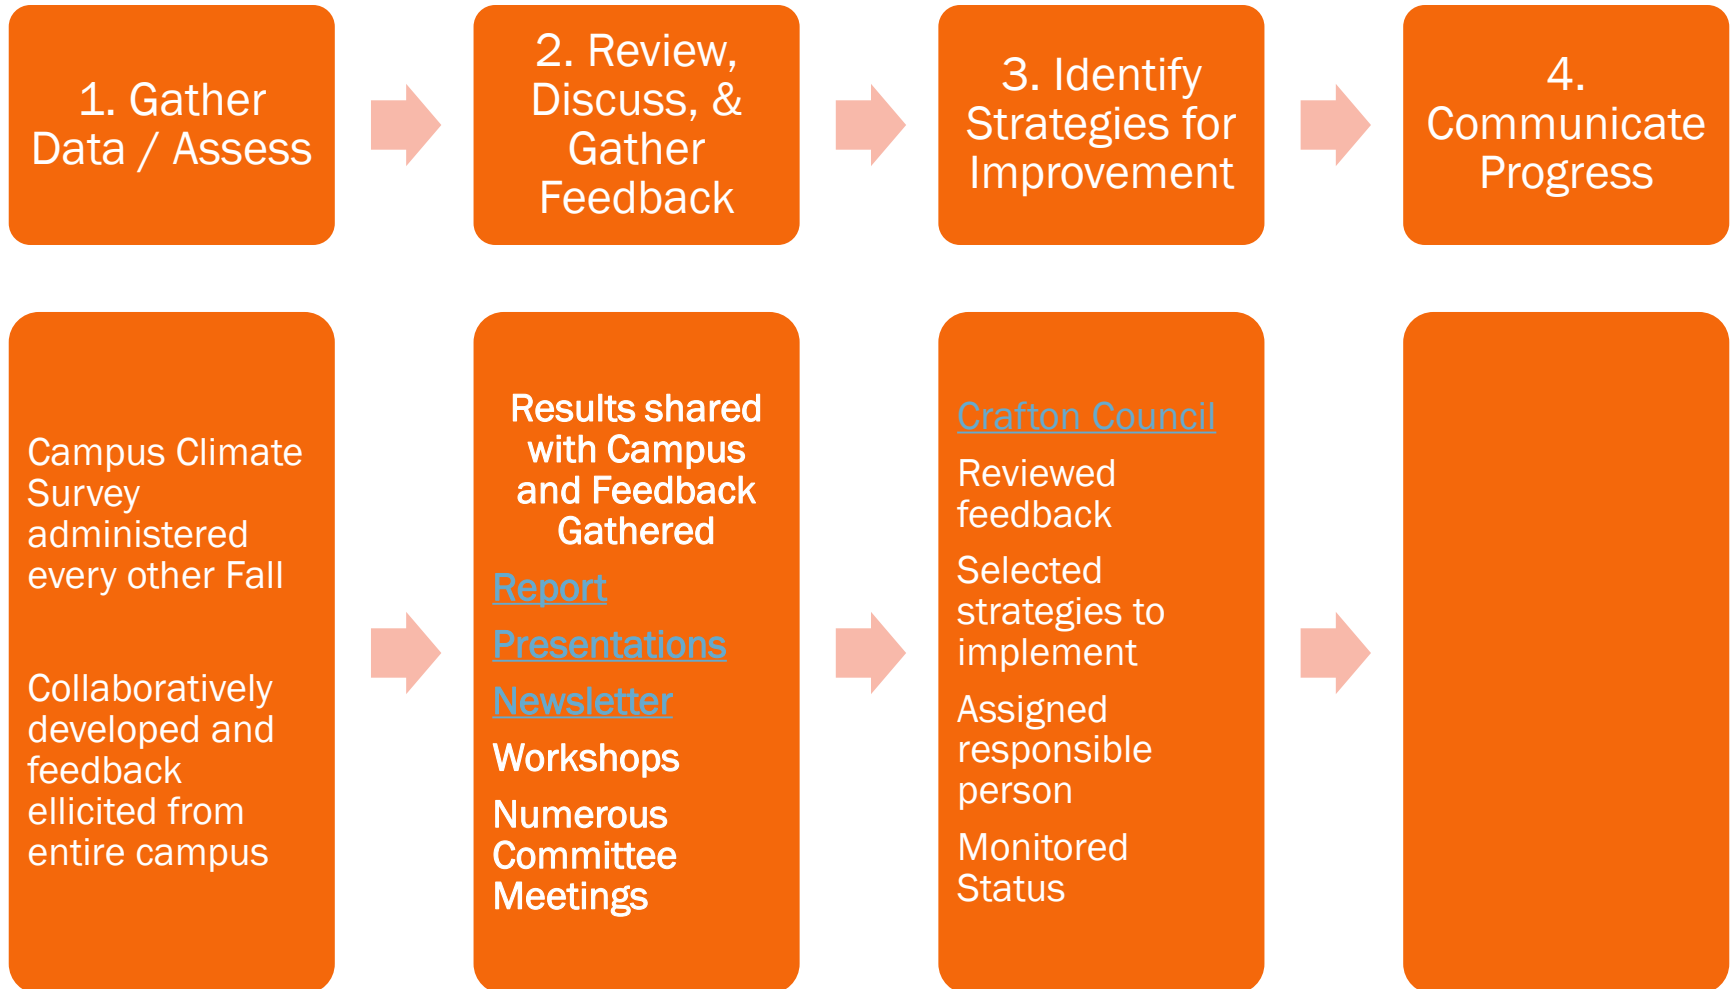 1. Gather
Data / Assess
2. Review,
Discuss, &
Gather
Feedback
3. Identify
Strategies for
Improvement
4.
Communicate
Progress
Campus Climate
Survey
administered
every other Fall
Collaboratively
developed and
feedback
ellicited from
entire campus
Results shared
with Campus
and Feedback
Gathered
Report
Presentations
Newsletter
Workshops
Numerous
Committee
Meetings
Crafton Council
Reviewed
feedback
Selected
strategies to
implement
Assigned
responsible
person
Monitored
Status